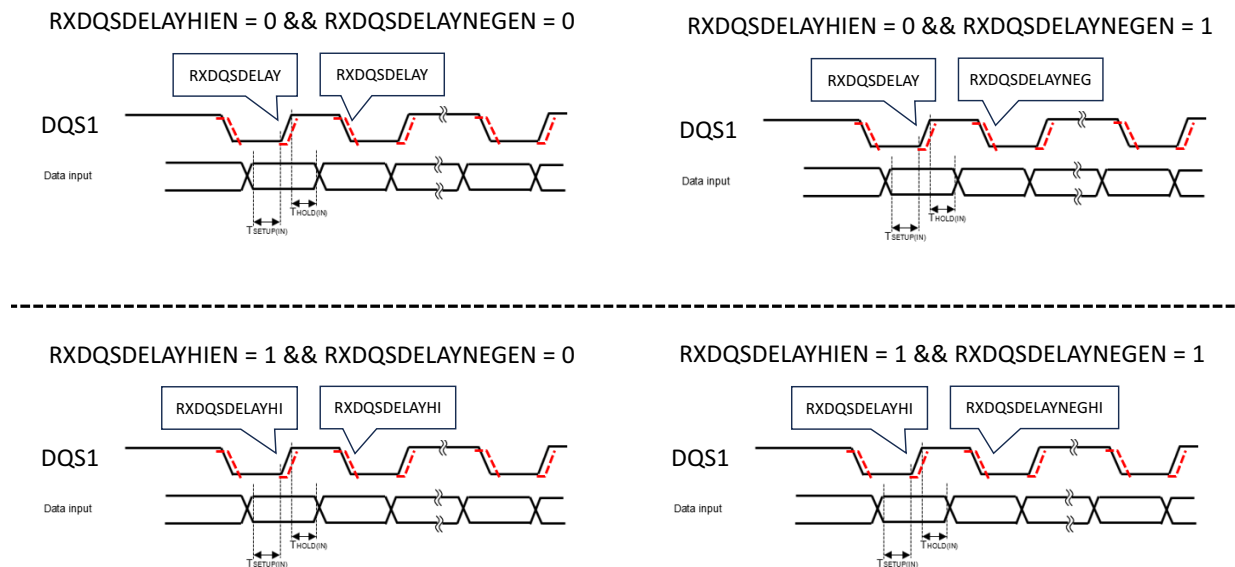 RXDQSDELAYHIEN = 0 && RXDQSDELAYNEGEN = 0
RXDQSDELAY
RXDQSDELAY
DQS1
Data input
THOLD(IN)
TSETUP(IN)
RXDQSDELAYHIEN = 0 && RXDQSDELAYNEGEN = 1
RXDQSDELAY
RXDQSDELAYNEG
DQS1
Data input
THOLD(IN)
TSETUP(IN)
RXDQSDELAYHIEN = 1 && RXDQSDELAYNEGEN = 0
RXDQSDELAYHI
RXDQSDELAYHI
DQS1
Data input
THOLD(IN)
TSETUP(IN)
RXDQSDELAYHIEN = 1 && RXDQSDELAYNEGEN = 1
RXDQSDELAYHI
RXDQSDELAYNEGHI
DQS1
Data input
THOLD(IN)
TSETUP(IN)